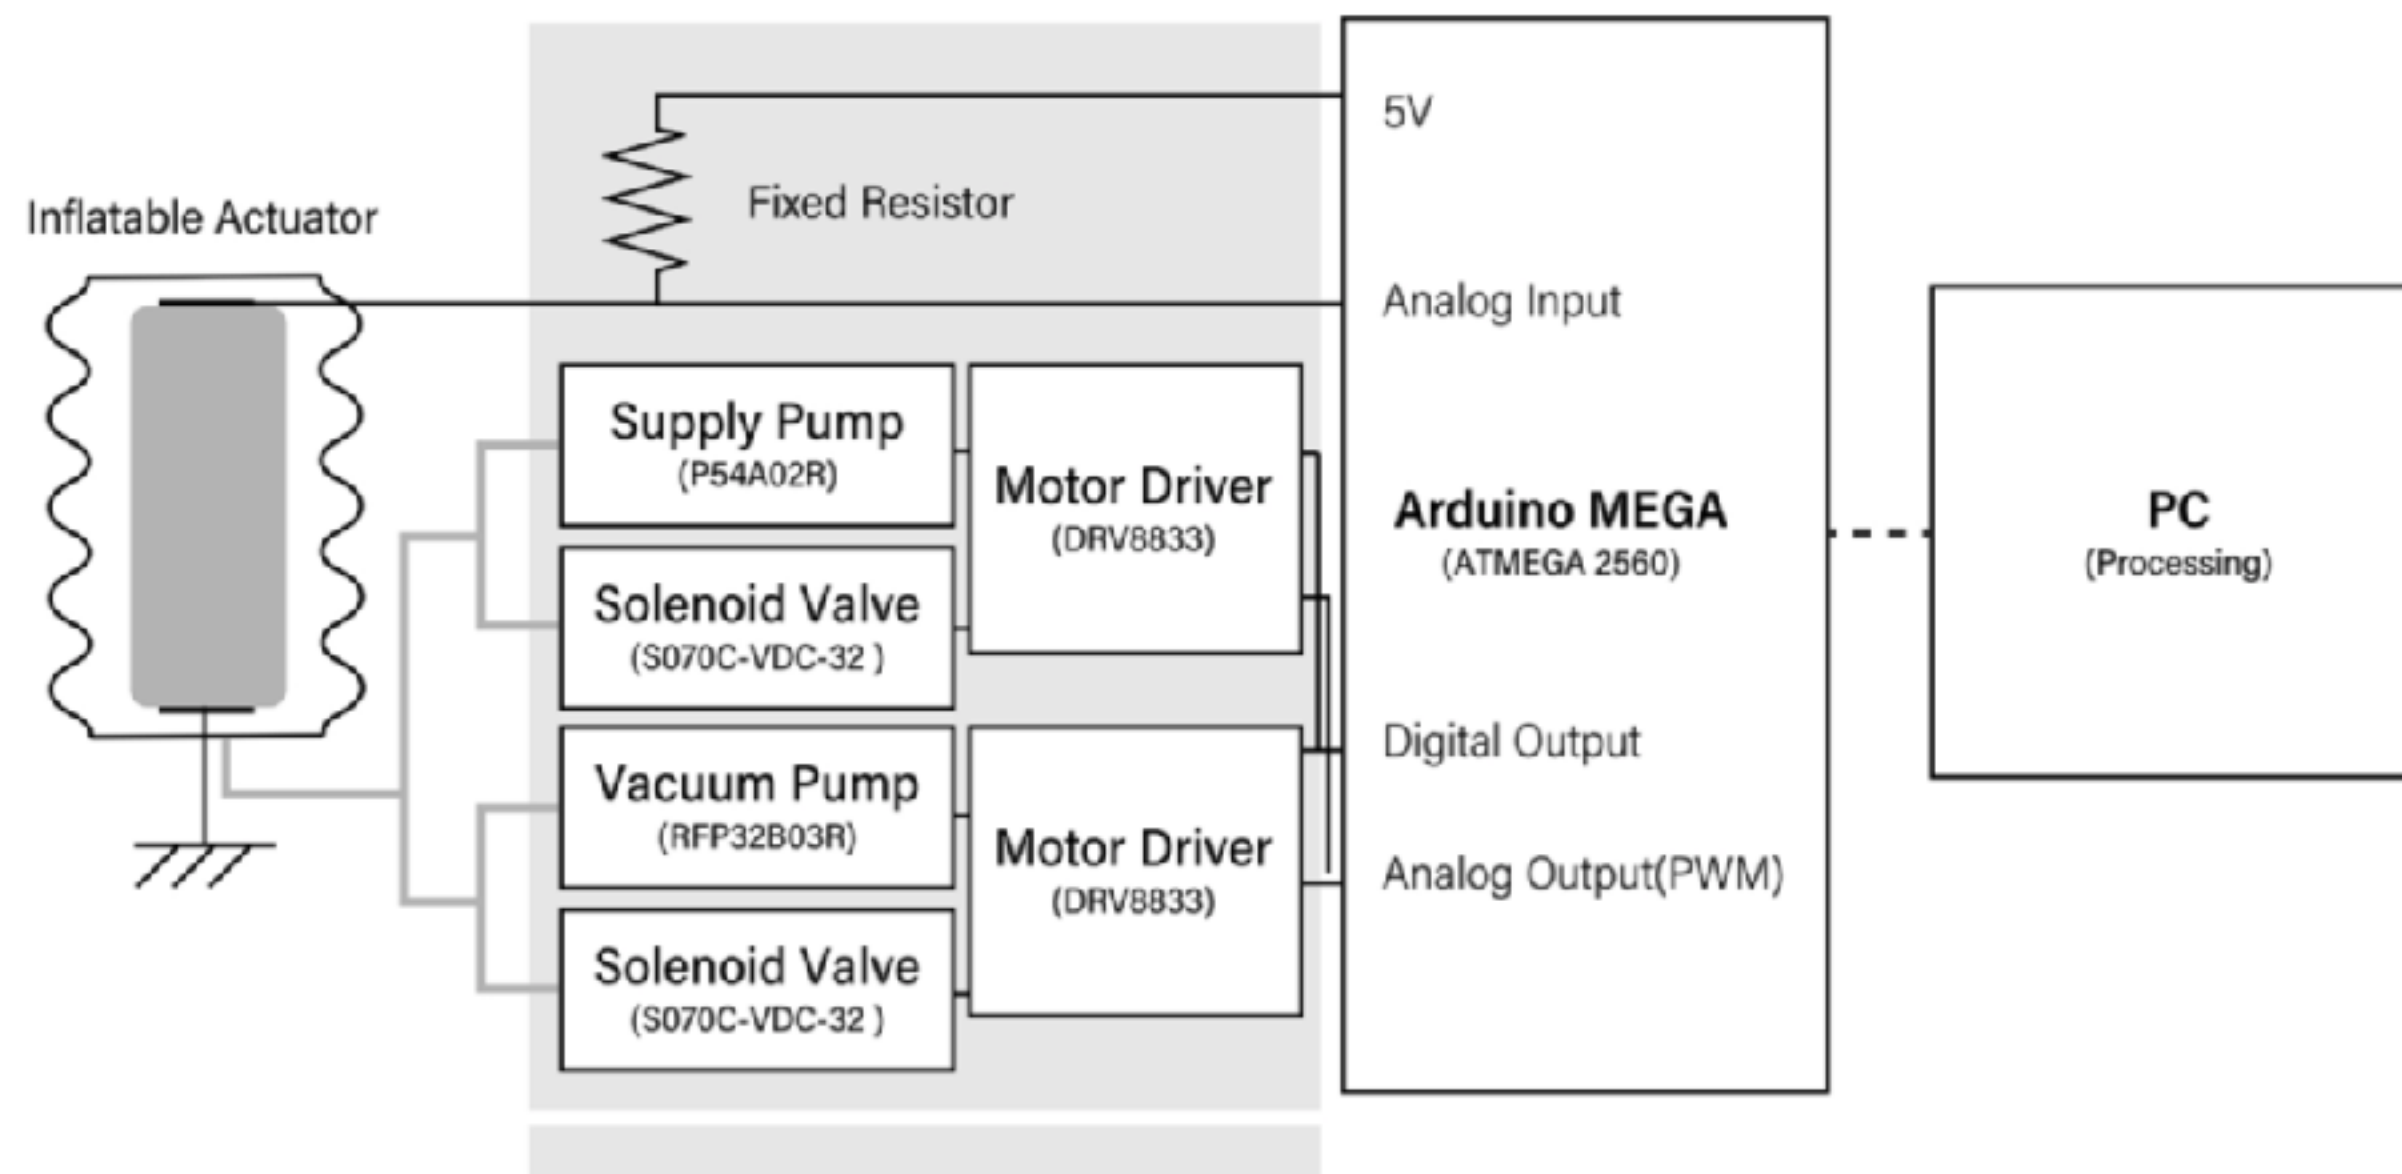 Inflatable Actuator
Fixed Resistor
Supply Pump
(P54A02R)
Solenoid Valve
(S070C-VDC-32 )
Vacuum Pump
(RFP32B03R)
Solenoid Valve
(S070C-VDC-32 )
Motor Driver
(DRV8833)
Motor Driver
(DRV8833)
5V
Analog Input
Arduino MEGA
(ATMEGA 2560)
Digital Output
Analog Output(PWM)
PC
(Processing)